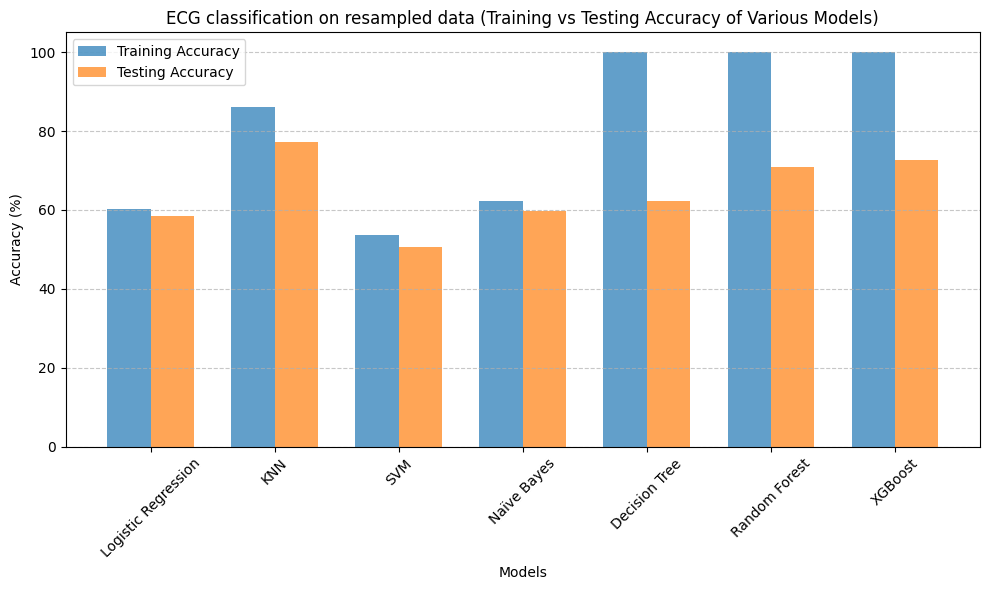 ECG classification on resampled data (Training vs Testing Accuracy of Various Models)
Training Accuracy
Testing Accuracy
Accuracy (%)
100
80
60
40
20
0
Logistic Regression
KNN
SVM
Naïve Bayes
Decision Tree
Random Forest
XGBoost
Models